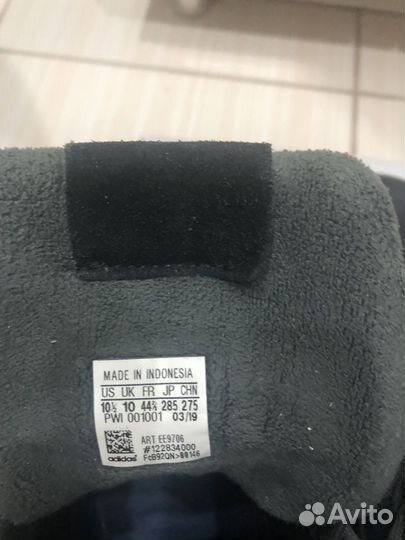 MADE IN INDONESIA
US UK FR JP CHN
10½ 10 44⅔ 285 275
PWI 001001 03/19
ART EE9706
#122834000
adidas
Avito